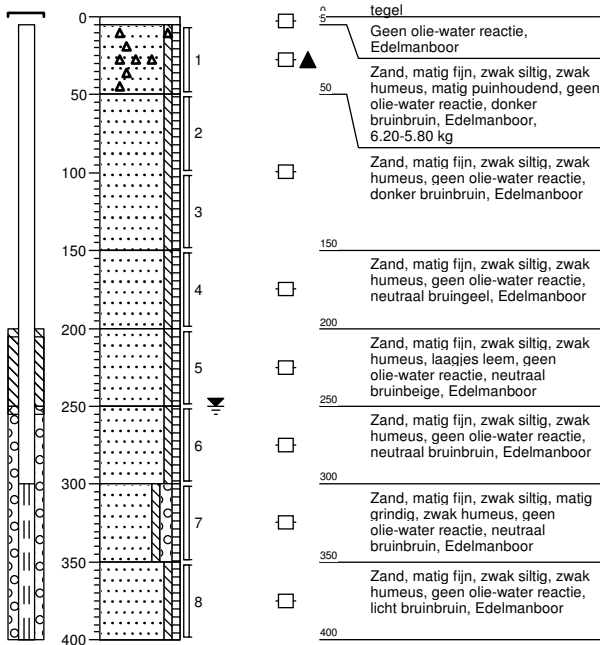 0
50
100
150
200
250
300
350
400
1
2
3
4
5
6
7
8
0
tegel
5
Geen olie-water reactie,
Edelmanboor
Zand, matig fijn, zwak siltig, zwak
humeus, matig puinhoudend, geen
olie-water reactie, donker
bruinbruin, Edelmanboor,
6.20-5.80 kg
50
Zand, matig fijn, zwak siltig, zwak
humeus, geen olie-water reactie,
donker bruinbruin, Edelmanboor
150
Zand, matig fijn, zwak siltig, zwak
humeus, geen olie-water reactie,
neutraal bruingeel, Edelmanboor
200
Zand, matig fijn, zwak siltig, zwak
humeus, laagjes leem, geen
olie-water reactie, neutraal
bruinbeige, Edelmanboor
250
Zand, matig fijn, zwak siltig, zwak
humeus, geen olie-water reactie,
neutraal bruinbruin, Edelmanboor
300
Zand, matig fijn, zwak siltig, matig
grindig, zwak humeus, geen
olie-water reactie, neutraal
bruinbruin, Edelmanboor
350
Zand, matig fijn, zwak siltig, zwak
humeus, geen olie-water reactie,
licht bruinbruin, Edelmanboor
400